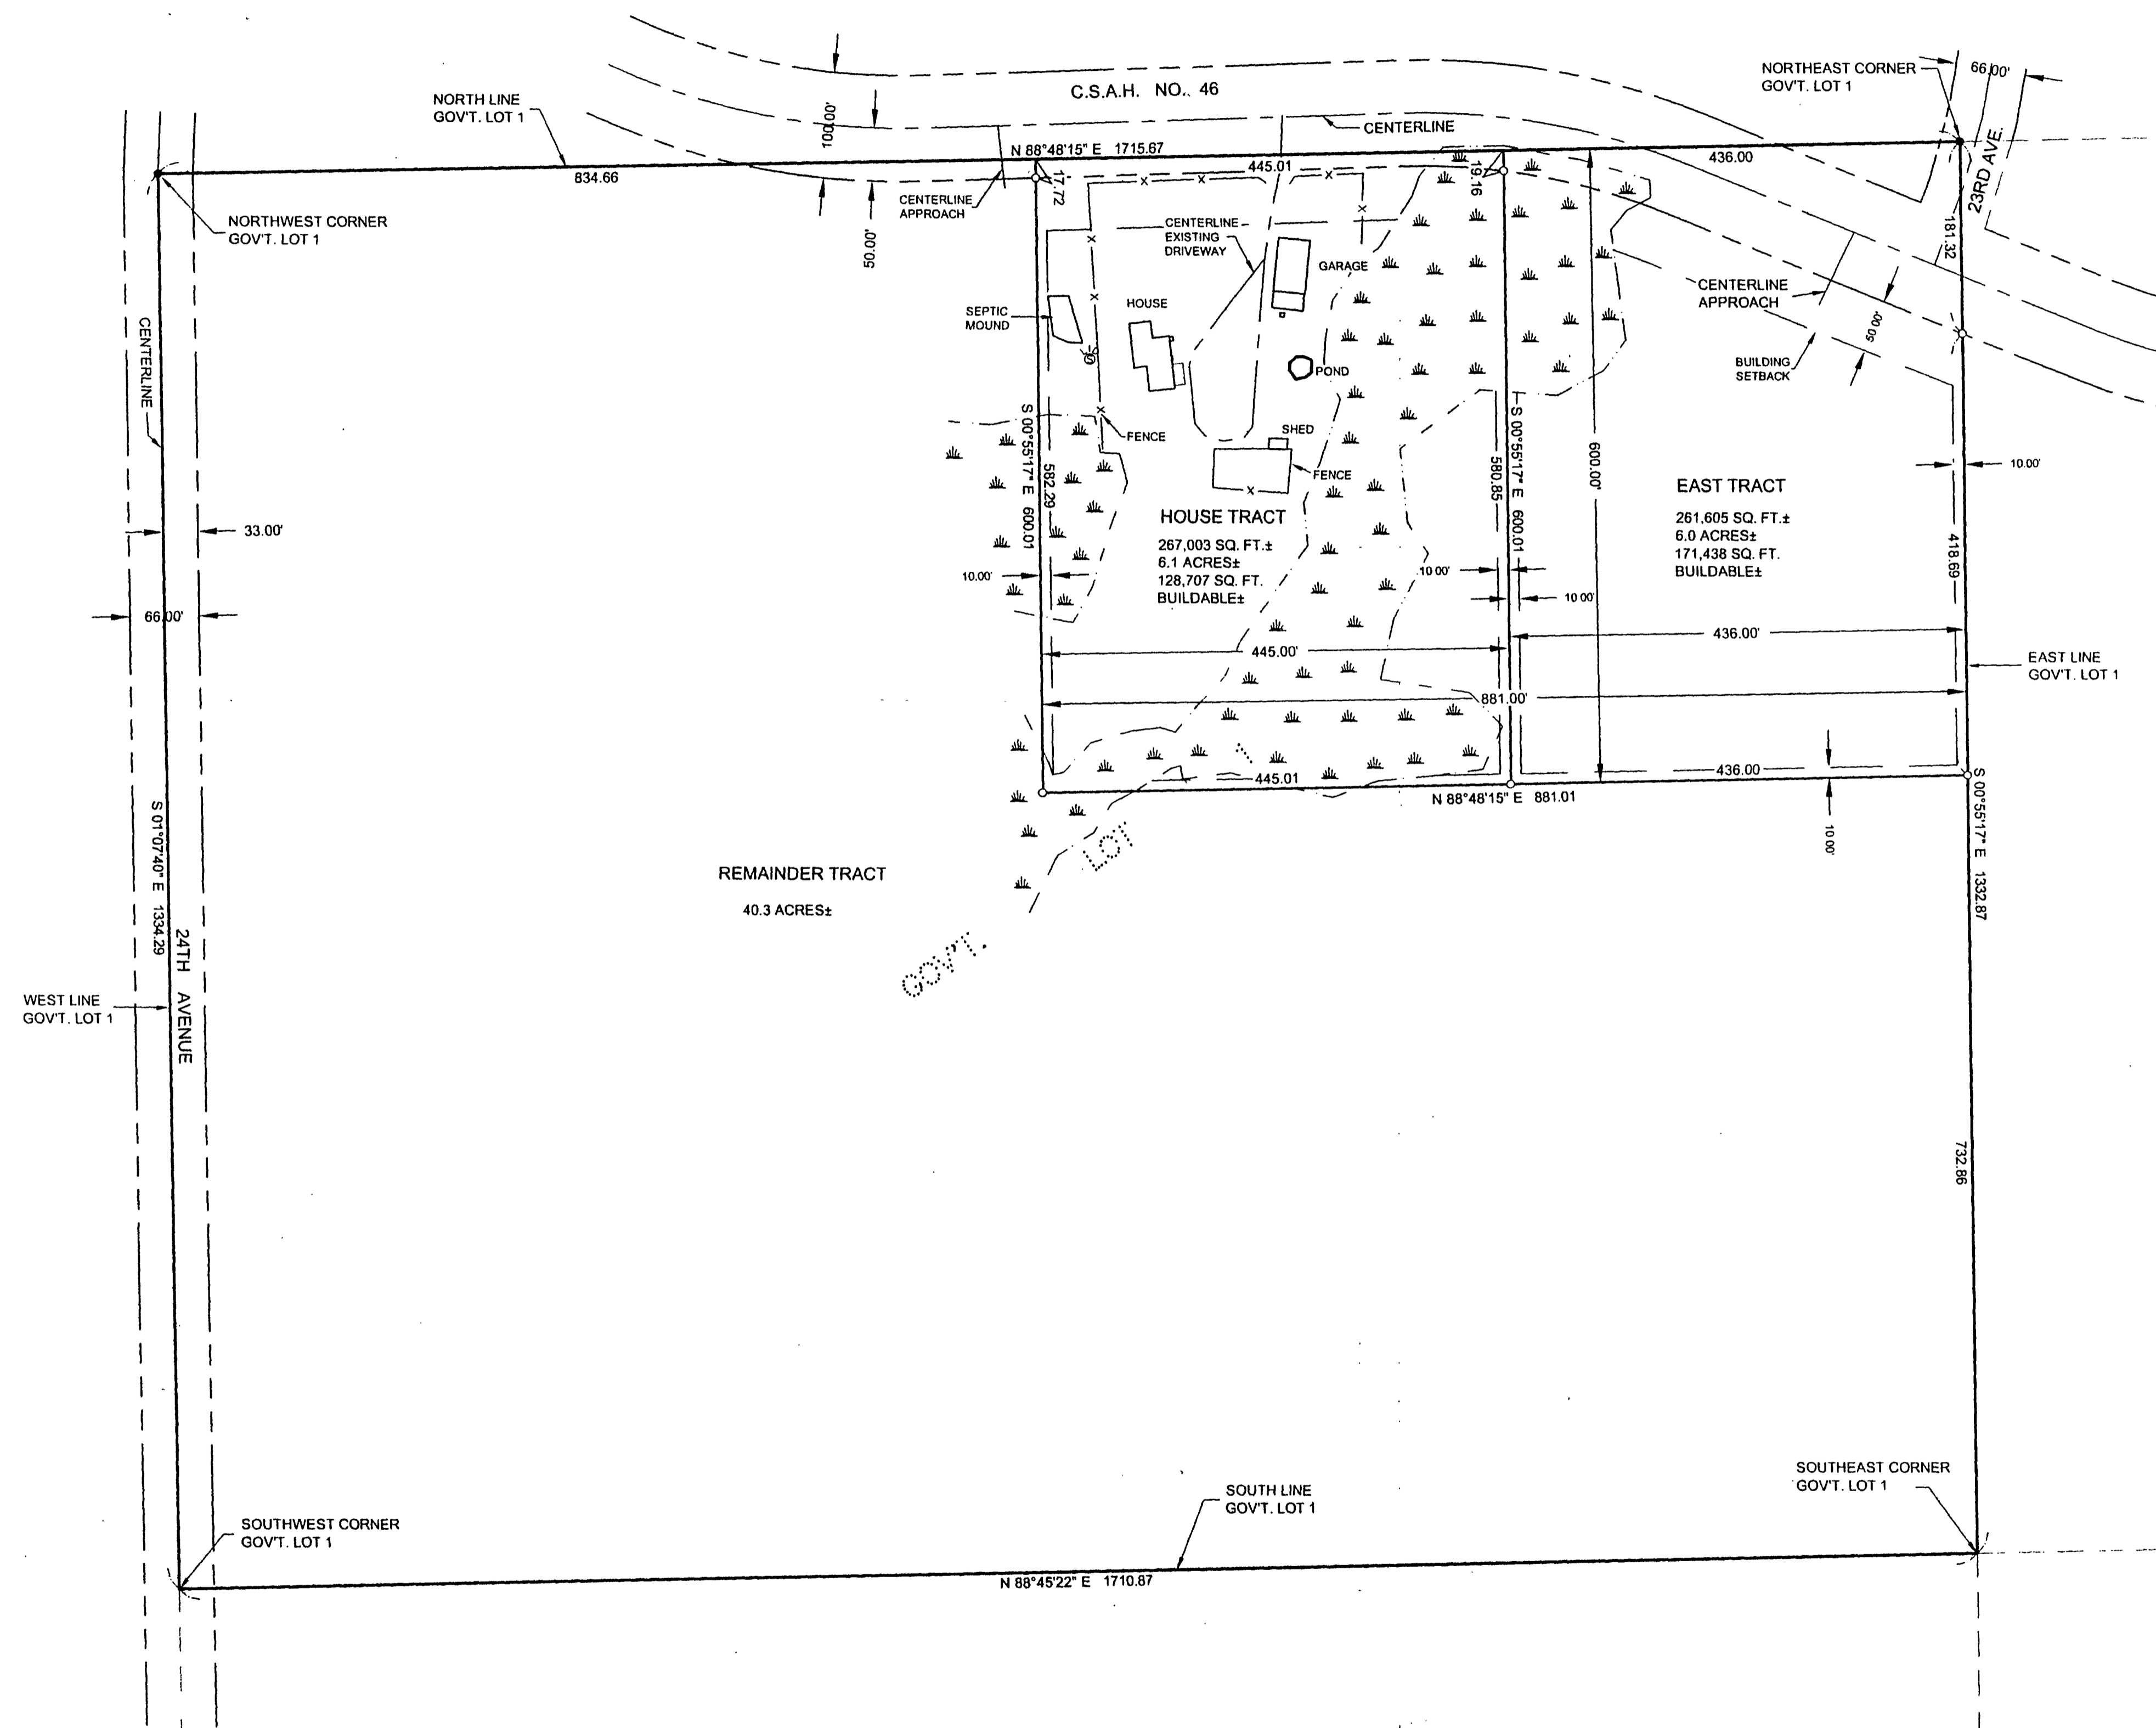 C.S.A.H. NO. 46
NORTH LINE
GOV'T. LOT 1
100.00'
50.00'
CENTERLINE
N 88°48'15" E 1715.67
834.66
445.01
436.00
NORTHEAST CORNER
GOV'T. LOT 1
66.00'
23RD AVE.
181.32
NORTHWEST CORNER
GOV'T. LOT 1
CENTERLINE
CENTERLINE
APPROACH
17.72
19.16
CENTERLINE
EXISTING
DRIVEWAY
GARAGE
HOUSE
SEPTIC
MOUND
POND
FENCE
SHED
FENCE
CENTERLINE
APPROACH
50.00'
BUILDING
SETBACK
S 00°55'17" E 600.01
582.29
580.85
S 00°55'17" E 600.01
600.00'
10.00'
HOUSE TRACT
267,003 SQ. FT.±
6.1 ACRES±
128,707 SQ. FT.
BUILDABLE±
EAST TRACT
261,605 SQ. FT.±
6.0 ACRES±
171,438 SQ. FT.
BUILDABLE±
418.69
33.00'
66.00'
10.00'
10.00'
10.00'
445.00'
436.00'
881.00'
EAST LINE
GOV'T. LOT 1
445.01
436.00
N 88°48'15" E 881.01
10.00'
S 00°55'17" E 1332.87
732.86
REMAINDER TRACT
40.3 ACRES±
GOV'T. LOT 1
S 01°07'40" E 1334.29
24TH AVENUE
WEST LINE
GOV'T. LOT 1
SOUTHWEST CORNER
GOV'T. LOT 1
SOUTH LINE
GOV'T. LOT 1
N 88°45'22" E 1710.87
SOUTHEAST CORNER
GOV'T. LOT 1